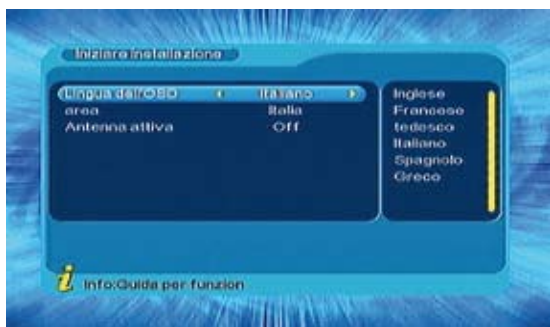 Iniziare installazione
Lingua dell'OSD Italiano
area Italia
Antenna attiva Off
Inglese
Francese
tedesco
Italiano
Spagnolo
Greco
Info:Guida per funzion